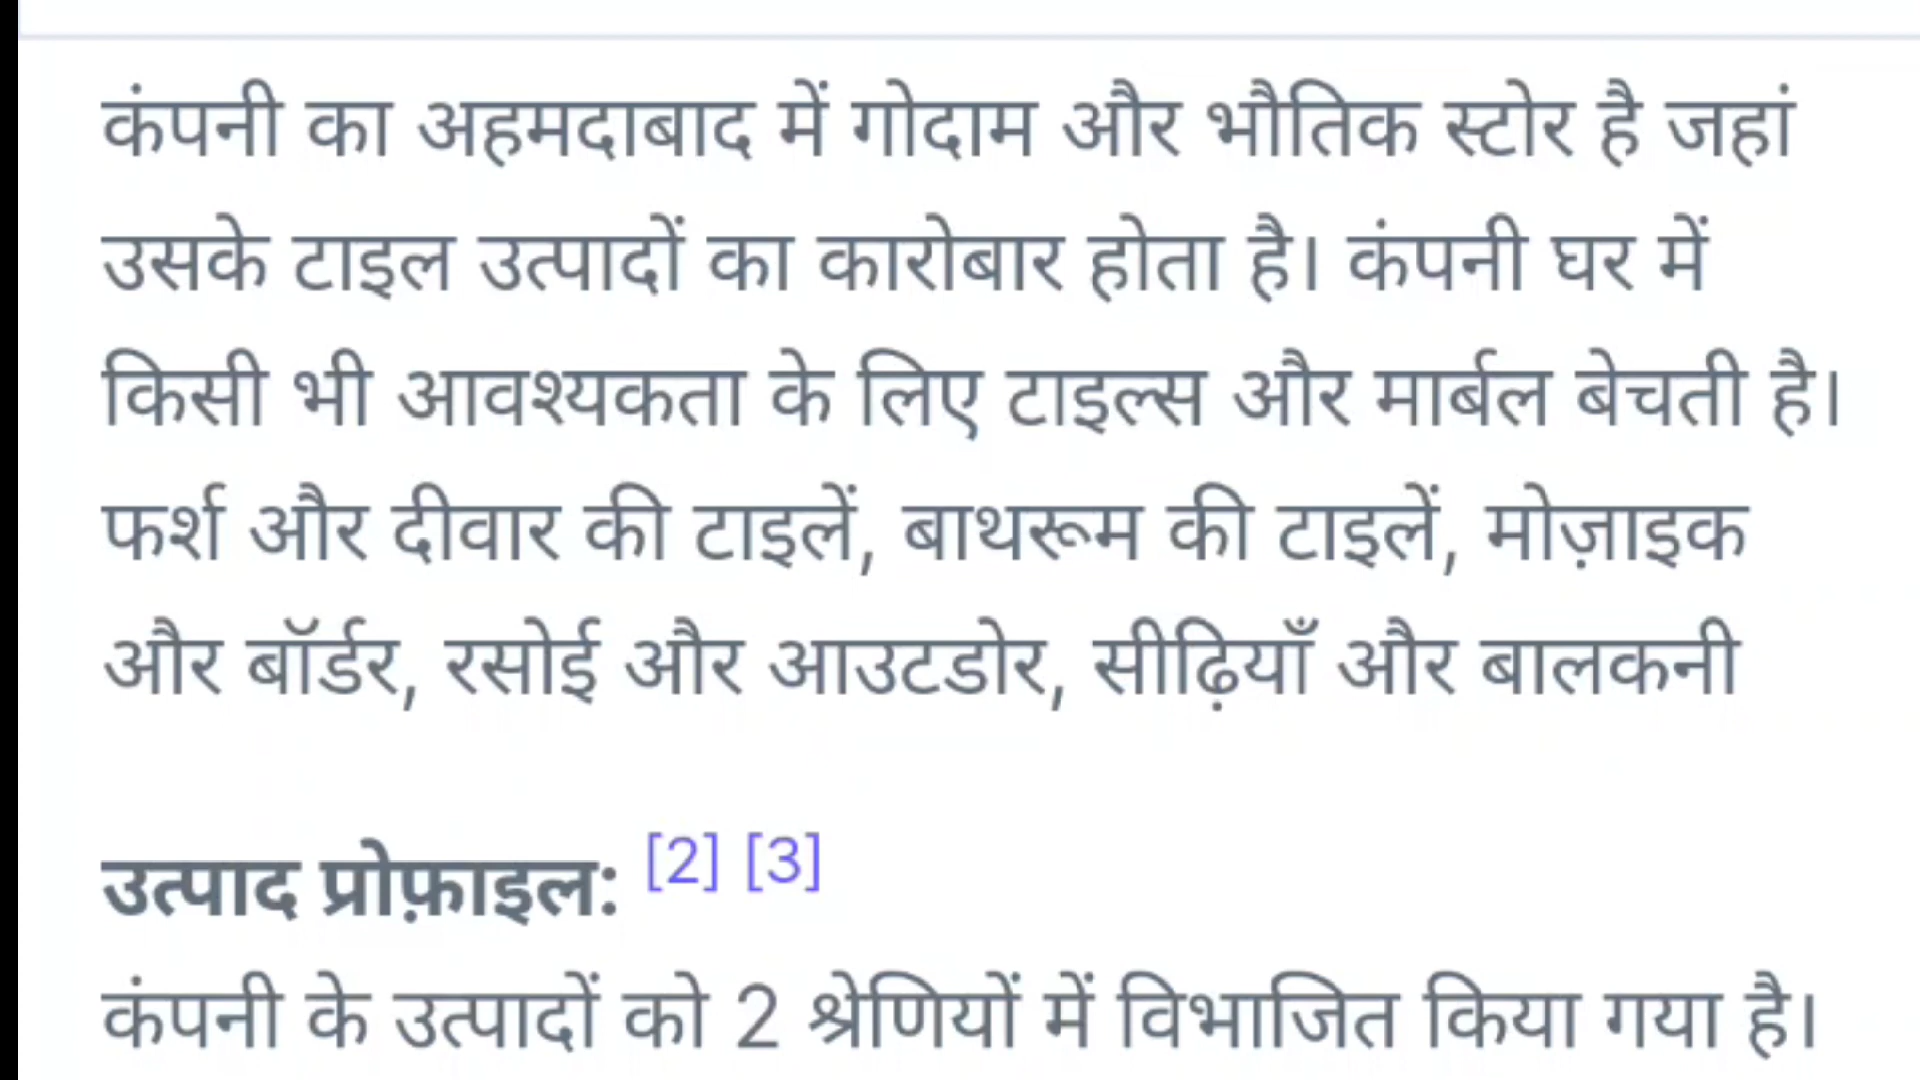 कंपनी का अहमदाबाद में गोदाम और भौतिक स्टोर है जहां
उसके टाइल उत्पादों का कारोबार होता है। कंपनी घर में
किसी भी आवश्यकता के लिए टाइल्स और मार्बल बेचती है।
फर्श और दीवार की टाइलें, बाथरूम की टाइलें, मोज़ाइक
और बॉर्डर, रसोई और आउटडोर, सीढ़ियाँ और बालकनी
उत्पाद प्रोफ़ाइल: [2] [3]
कंपनी के उत्पादों को 2 श्रेणियों में विभाजित किया गया है।